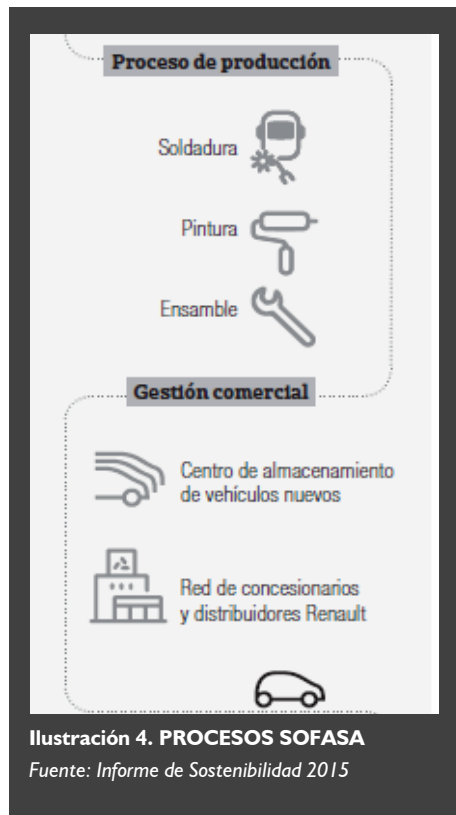 Proceso de producción
Soldadura
Pintura
Ensamble
Gestión comercial
Centro de almacenamiento
de vehículos nuevos
Red de concesionarios
y distribuidores Renault
Ilustración 4. PROCESOS SOFASA
Fuente: Informe de Sostenibilidad 2015